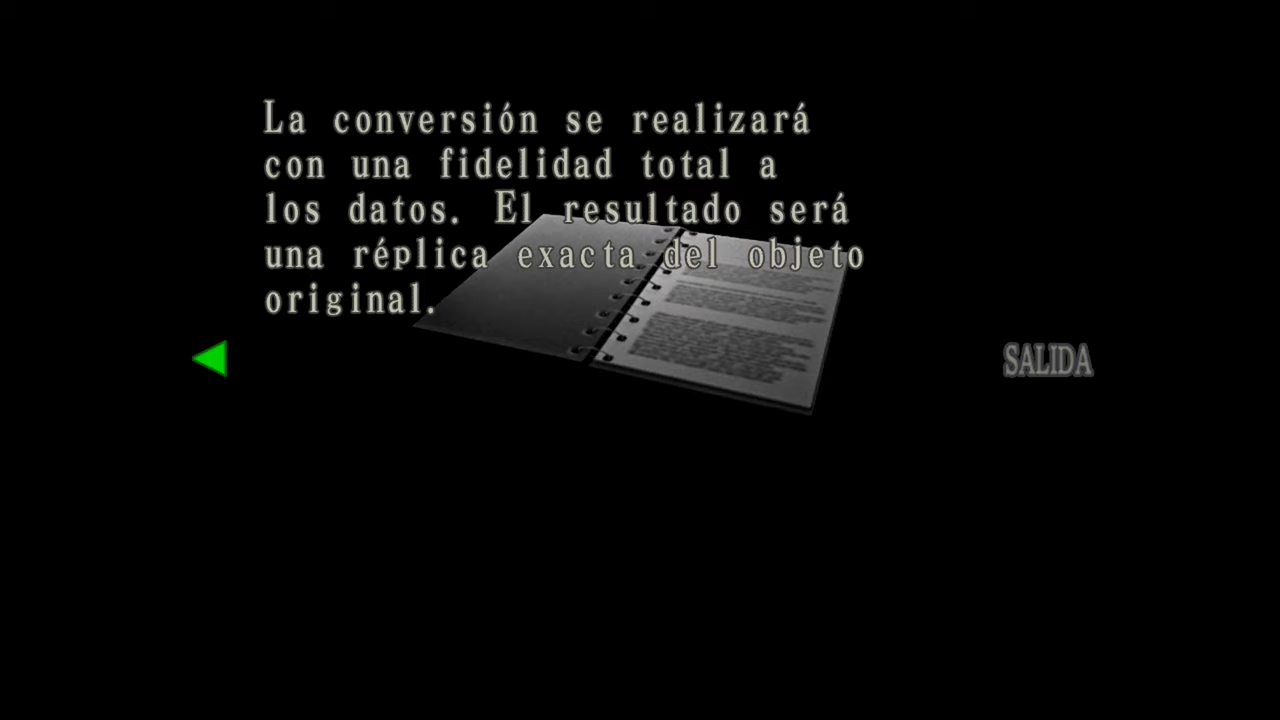 La conversión se realizará
con una fidelidad total a
los datos. El resultado será
una réplica exacta del objeto
original.
SALIDA